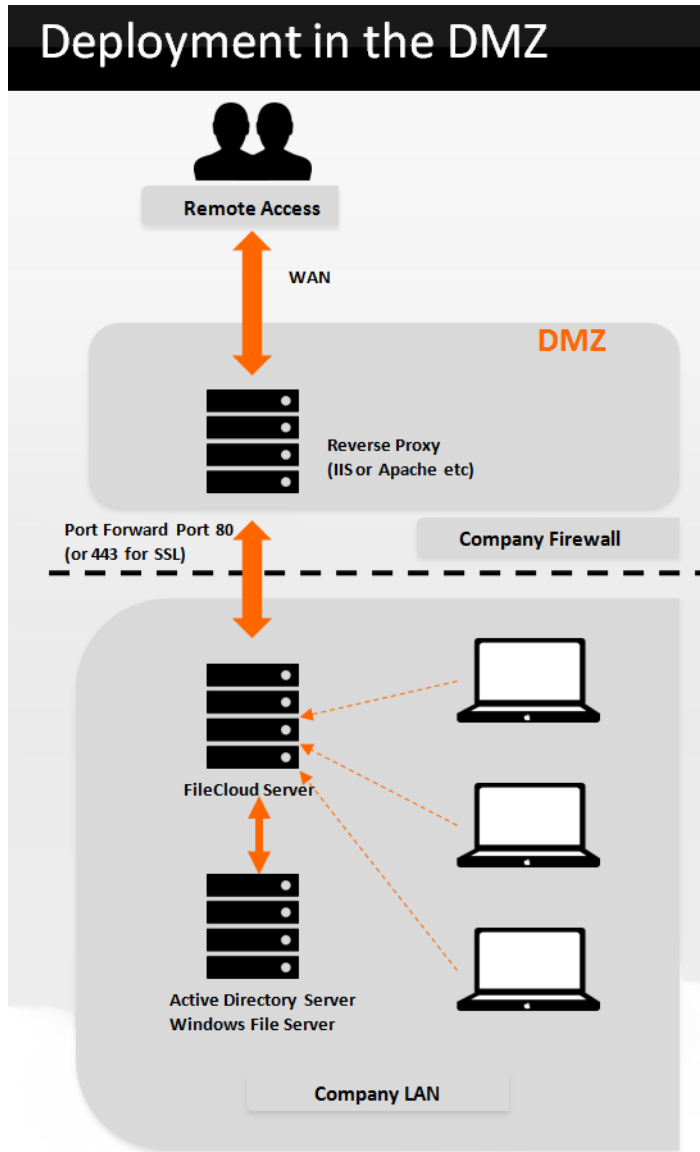 Deployment in the DMZ
Remote Access
WAN
DMZ
Reverse Proxy
(IIS or Apache etc)
Port Forward Port 80
(or 443 for SSL)
Company Firewall
FileCloud Server
Active Directory Server
Windows File Server
Company LAN